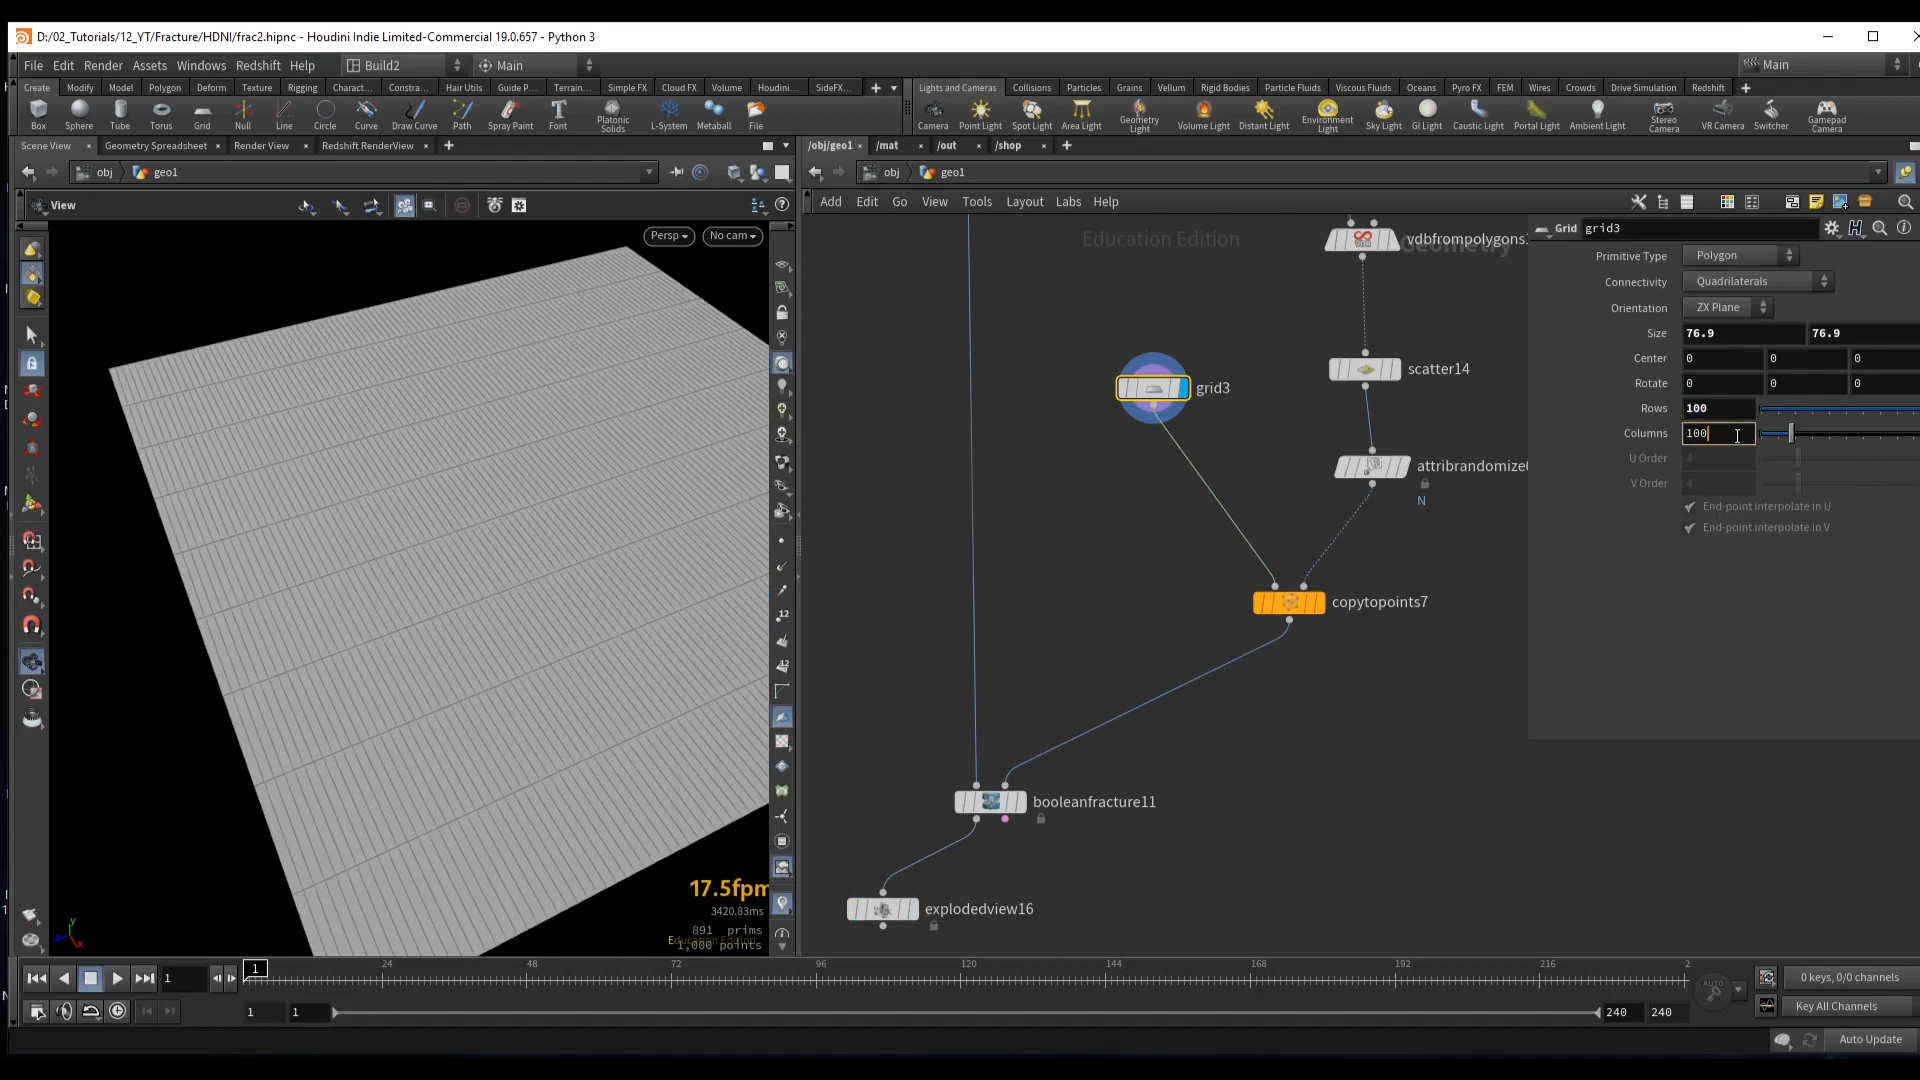 D:/02_Tutorials/12_YT/Fracture/HDNI/frac2.hipnc - Houdini Indie Limited-Commercial 19.0.657 - Python 3
File Edit Render Assets Windows Redshift Help Build2 Main Main
Create Modify Model Polygon Deform Texture Rigging Charact... Constra... Hair Utils Guide P... Terrain... Simple FX Cloud FX Volume Houdini... SideFX... Lights and Cameras Collisions Particles Grains Vellum Rigid Bodies Particle Fluids Viscous Fluids Oceans Pyro FX FEM Wires Crowds Drive Simulation Redshift
Box Sphere Tube Torus Grid Null Line Circle Curve Draw Curve Path Spray Paint Font Platonic Solids L-System Metaball File Camera Point Light Spot Light Area Light Geometry Light Volume Light Distant Light Environment Light Sky Light GI Light Caustic Light Portal Light Ambient Light Stereo Camera VR Camera Switcher Gamepad Camera
Scene View Geometry Spreadsheet Render View Redshift RenderView /obj/geo1 /mat /out /shop
obj geo1 obj geo1
View Add Edit Go View Tools Layout Labs Help
Persp No cam
Education Edition
Geometry
vdbfrompolygons
Grid grid3
Primitive Type Polygon
Connectivity Quadrilaterals
Orientation ZX Plane
Size 76.9 76.9
Center 0 0 0
Rotate 0 0 0
Rows 100
Columns 100
U Order 4
V Order 4
End-point interpolate in U
End-point interpolate in V
scatter14
grid3
attribrandomize
N
copytopoints7
booleanfracture11
explodedview16
12
12
17.5fpm
3420.83ms
891 prims
1,000 points
1 1 24 48 72 96 120 144 168 192 216 2
0 keys, 0/0 channels
AUTO
1 1 240 240
Key All Channels
Auto Update